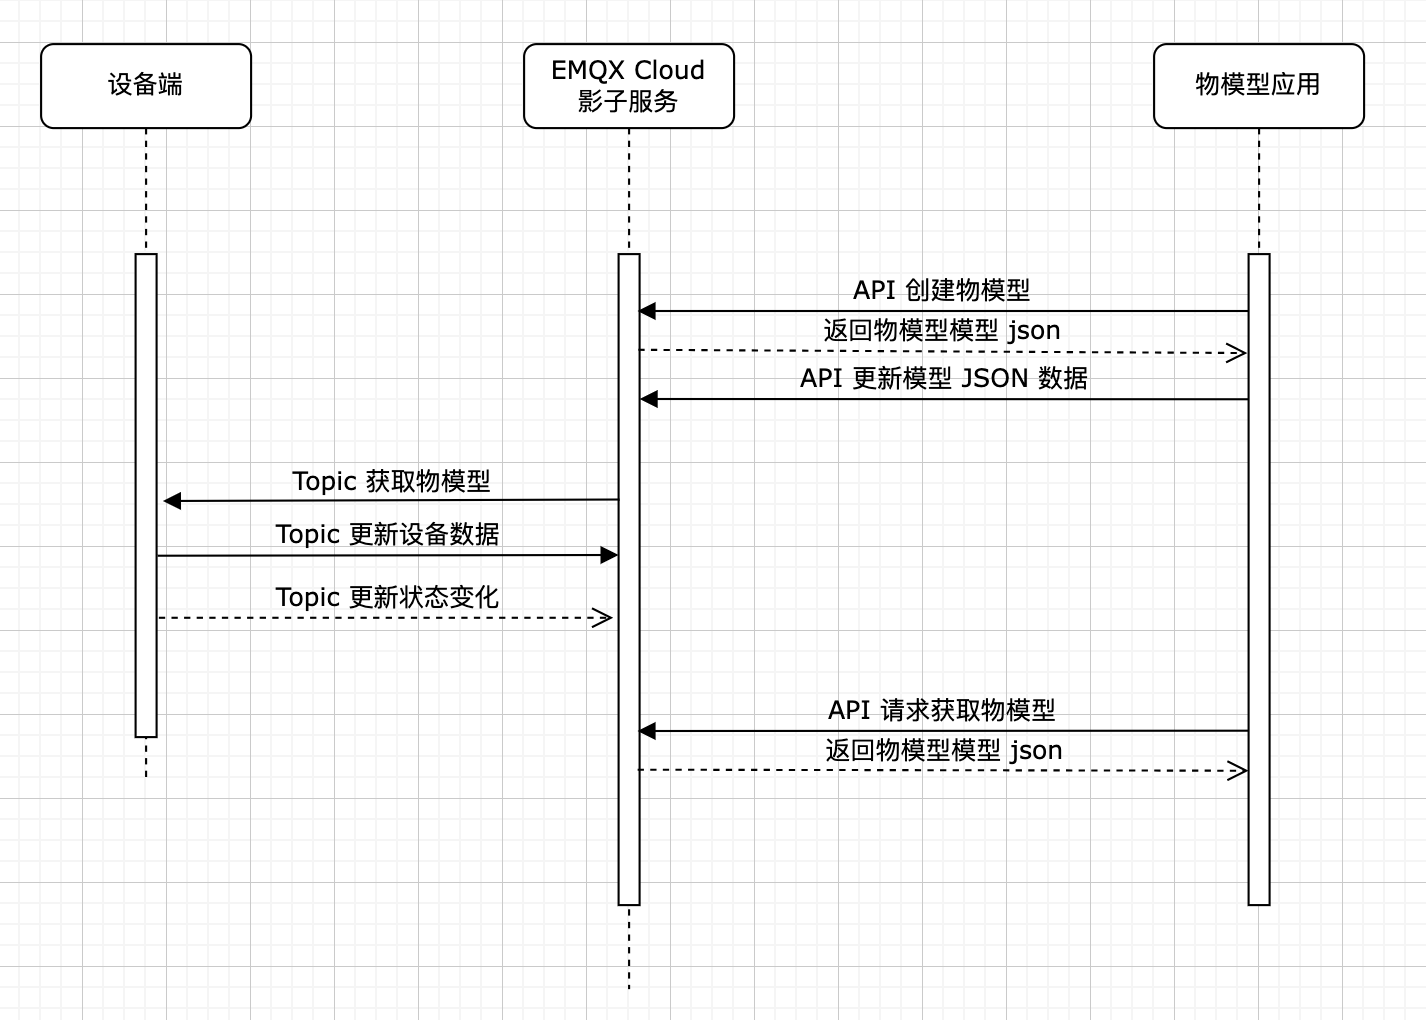 设备端
EMQX Cloud
影子服务
物模型应用
API 创建物模型
返回物模型模型 json
API 更新模型 JSON 数据
Topic 获取物模型
Topic 更新设备数据
Topic 更新状态变化
API 请求获取物模型
返回物模型模型 json